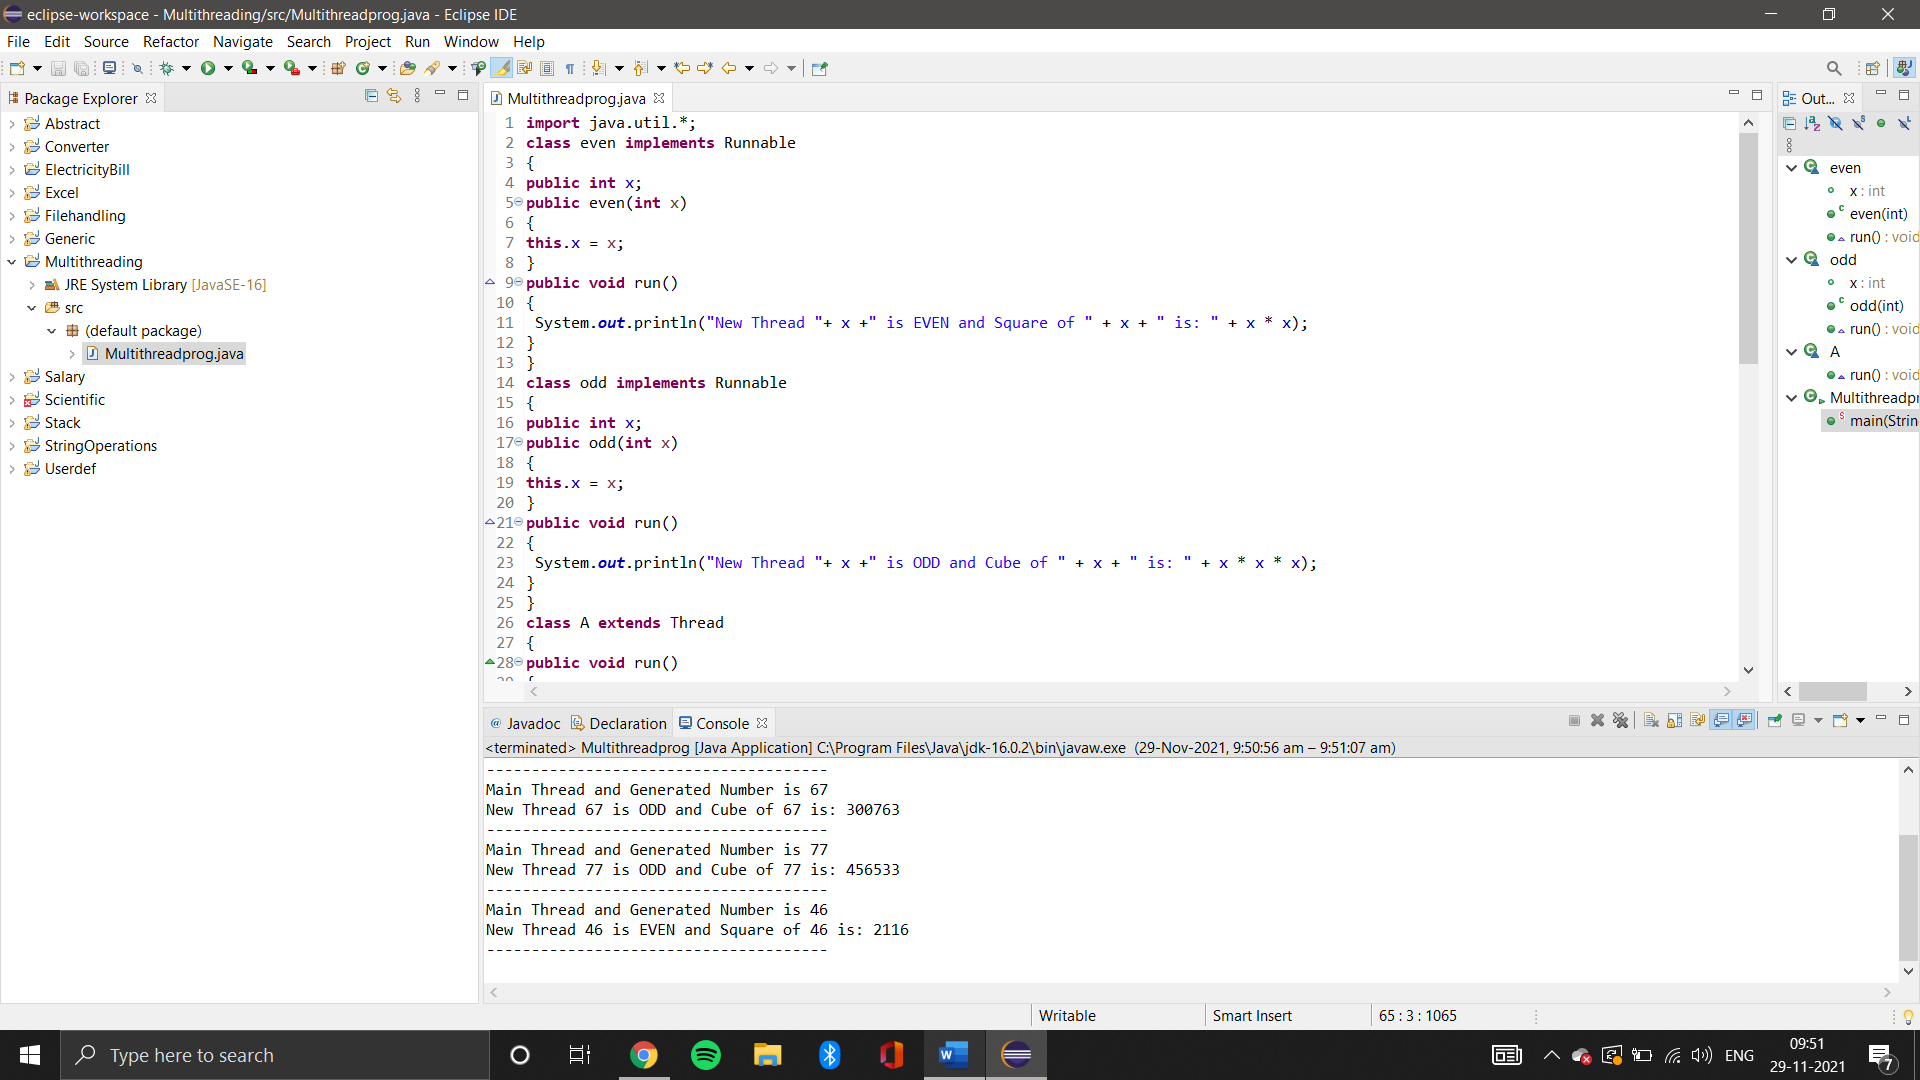 eclipse-workspace - Multithreading/src/Multithreadprog.java - Eclipse IDE
File Edit Source Refactor Navigate Search Project Run Window Help
Package Explorer
Abstract
Converter
ElectricityBill
Excel
Filehandling
Generic
Multithreading
JRE System Library [JavaSE-16]
src
(default package)
Multithreadprog.java
Salary
Scientific
Stack
StringOperations
Userdef
Multithreadprog.java
1 import java.util.*;
2 class even implements Runnable
3 {
4 public int x;
5 public even(int x)
6 {
7 this.x = x;
8 }
9 public void run()
10 {
11 System.out.println("New Thread "+ x +" is EVEN and Square of " + x + " is: " + x * x);
12 }
13 }
14 class odd implements Runnable
15 {
16 public int x;
17 public odd(int x)
18 {
19 this.x = x;
20 }
21 public void run()
22 {
23 System.out.println("New Thread "+ x +" is ODD and Cube of " + x + " is: " + x * x * x);
24 }
25 }
26 class A extends Thread
27 {
28 public void run()
Out...
even
x : int
even(int)
run() : void
odd
x : int
odd(int)
run() : void
A
run() : void
Multithreadpr
main(Strin
@ Javadoc Declaration Console
<terminated> Multithreadprog [Java Application] C:\Program Files\Java\jdk-16.0.2\bin\javaw.exe (29-Nov-2021, 9:50:56 am – 9:51:07 am)
--------------------------------------
Main Thread and Generated Number is 67
New Thread 67 is ODD and Cube of 67 is: 300763
--------------------------------------
Main Thread and Generated Number is 77
New Thread 77 is ODD and Cube of 77 is: 456533
--------------------------------------
Main Thread and Generated Number is 46
New Thread 46 is EVEN and Square of 46 is: 2116
--------------------------------------
Writable Smart Insert 65 : 3 : 1065
Type here to search
ENG
09:51
29-11-2021
7